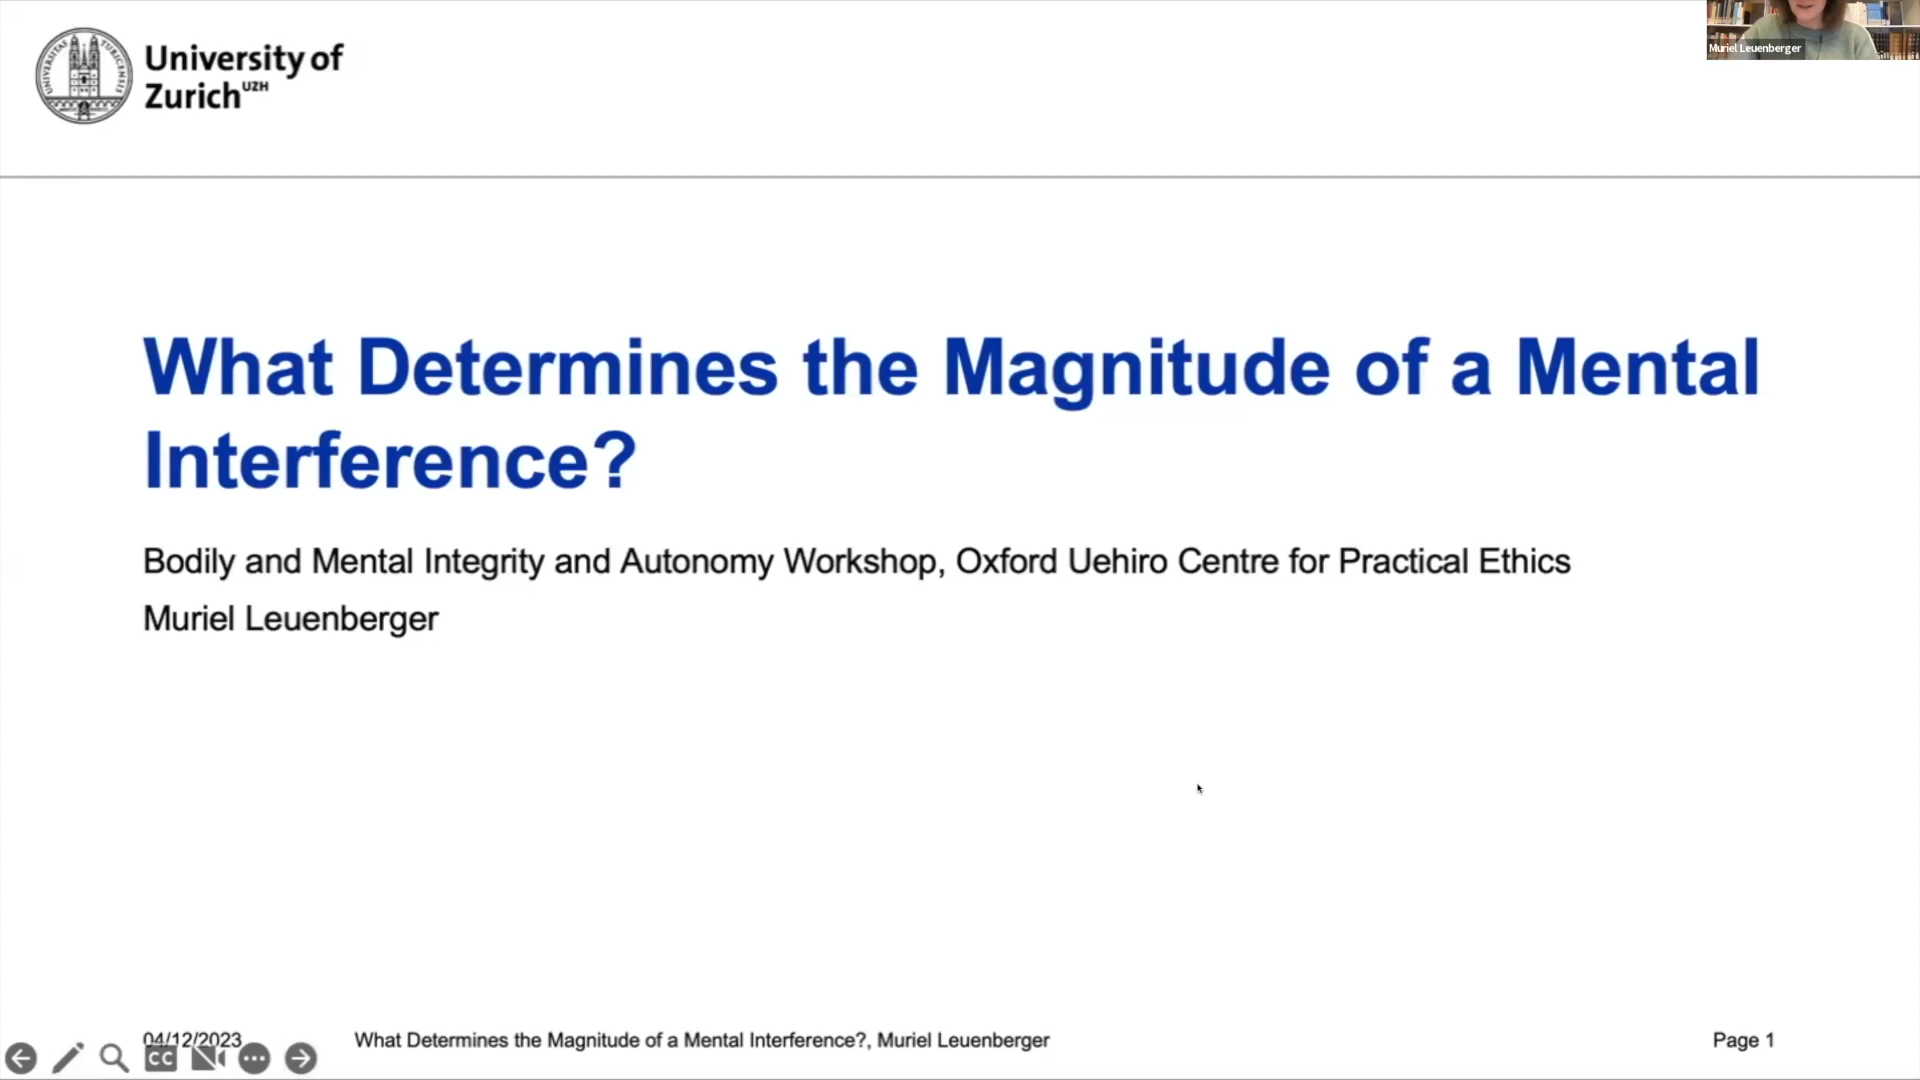 University of
Zurich UZH
Muriel Leuenberger
What Determines the Magnitude of a Mental
Interference?
Bodily and Mental Integrity and Autonomy Workshop, Oxford Uehiro Centre for Practical Ethics
Muriel Leuenberger
04/12/2023
What Determines the Magnitude of a Mental Interference?, Muriel Leuenberger
Page 1
CC